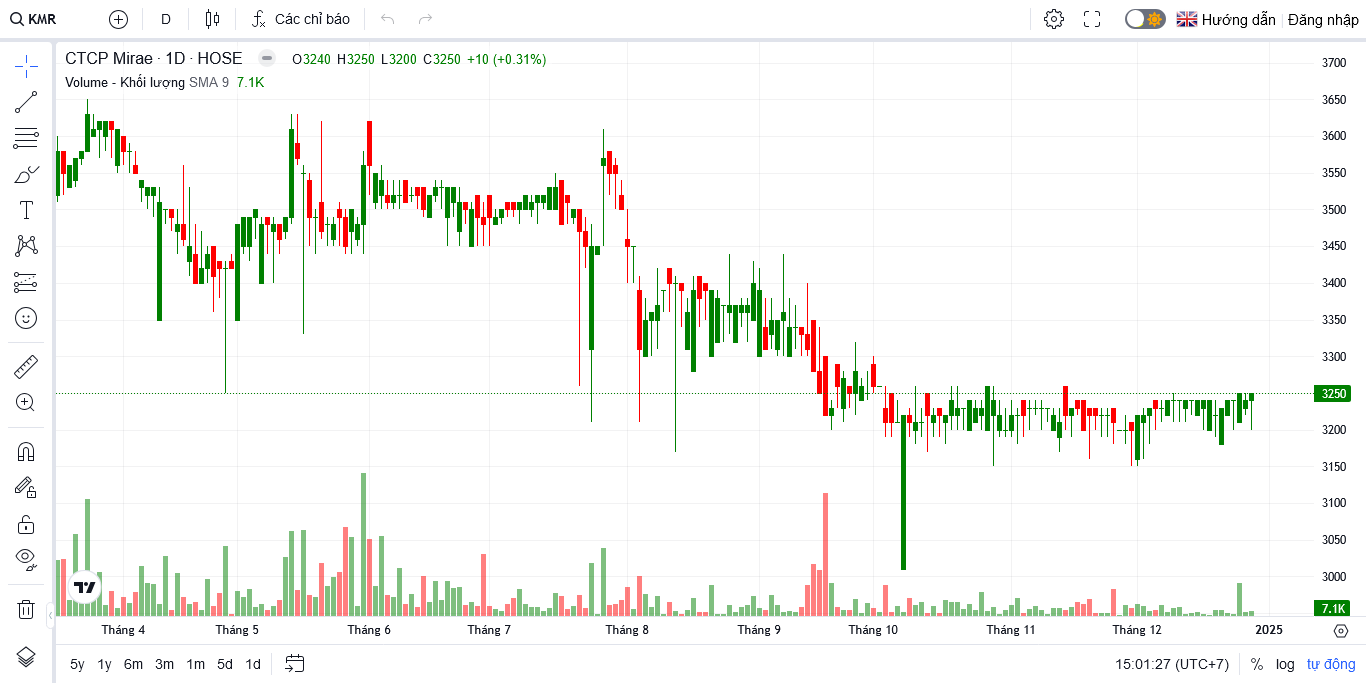 KMR D Các chỉ báo Hướng dẫn Đăng nhập
CTCP Mirae · 1D · HOSE O3240 H3250 L3200 C3250 +10 (+0.31%)
Volume - Khối lượng SMA 9 7.1K
3700
3650
3600
3550
3500
3450
3400
3350
3300
3250
3200
3150
3100
3050
3000
7.1K
Tháng 4 Tháng 5 Tháng 6 Tháng 7 Tháng 8 Tháng 9 Tháng 10 Tháng 11 Tháng 12 2025
5y 1y 6m 3m 1m 5d 1d 15:01:27 (UTC+7) % log tự động